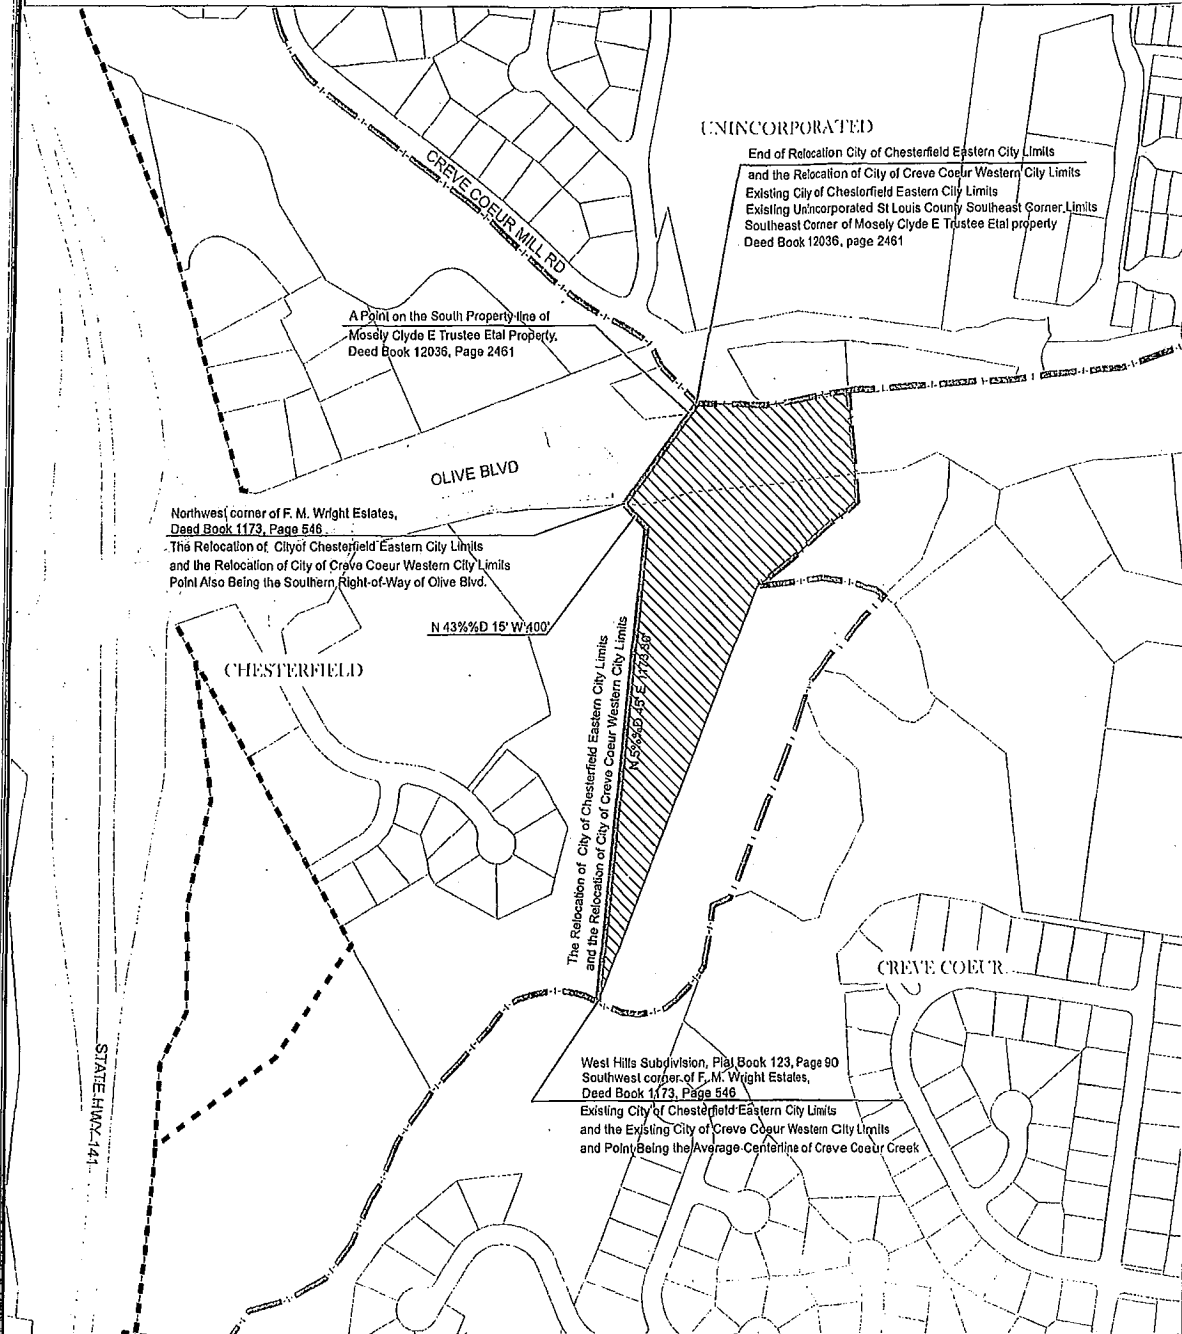 UNINCORPORATED
End of Relocation City of Chesterfield Eastern City Limits
and the Relocation of City of Creve Coeur Western City Limits
Existing City of Chesterfield Eastern City Limits
Existing Unincorporated St Louis County Southeast Corner Limits
Southeast Corner of Mosely Clyde E Trustee Etal property
Deed Book 12036, page 2461
CREVE COEUR MILL RD
A Point on the South Property line of
Mosely Clyde E Trustee Etal Property,
Deed Book 12036, Page 2461
OLIVE BLVD
Northwest corner of F. M. Wright Estates,
Deed Book 1173, Page 546
The Relocation of City of Chesterfield Eastern City Limits
and the Relocation of City of Creve Coeur Western City Limits
Point Also Being the Southern Right-of-Way of Olive Blvd.
N 43%%D 15' W 400'
CHESTERFIELD
The Relocation of City of Chesterfield Eastern City Limits
and the Relocation of City of Creve Coeur Western City Limits
N 5%%D 45' E
CREVE COEUR
STATE HWY 141
West Hills Subdivision, Plat Book 123, Page 90
Southwest corner of F. M. Wright Estates,
Deed Book 1173, Page 546
Existing City of Chesterfield Eastern City Limits
and the Existing City of Creve Coeur Western City Limits
and Point Being the Average Centerline of Creve Coeur Creek